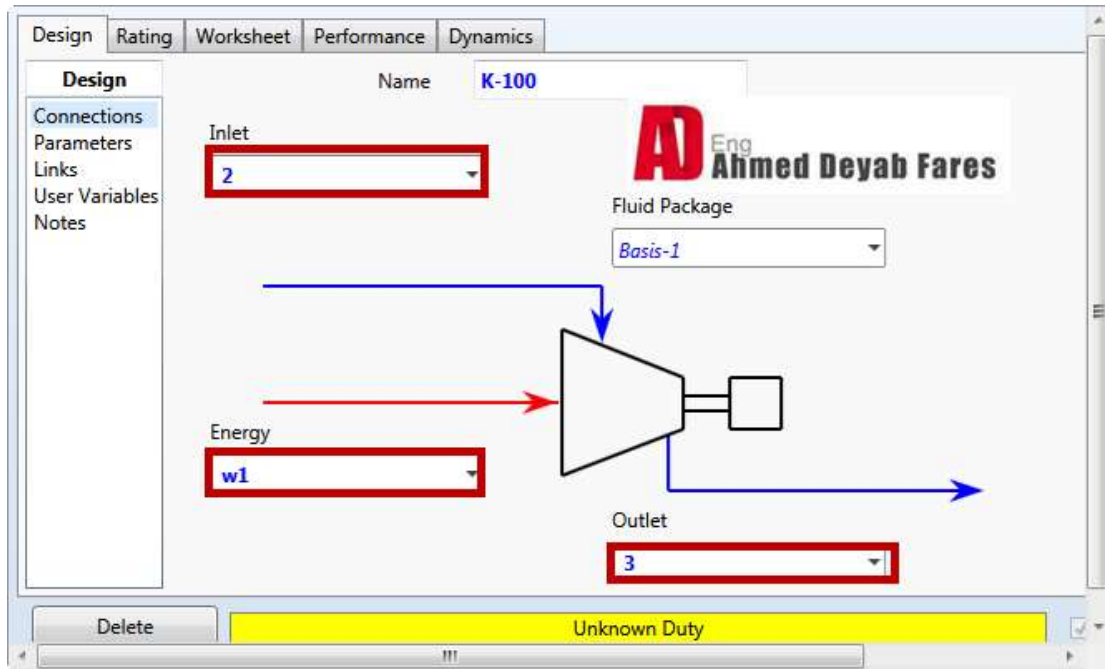 Design Rating Worksheet Performance Dynamics
Design
Connections
Parameters
Links
User Variables
Notes
Name K-100
Inlet
2
AD Eng
Ahmed Deyab Fares
Fluid Package
Basis-1
Energy
w1
Outlet
3
Delete
Unknown Duty